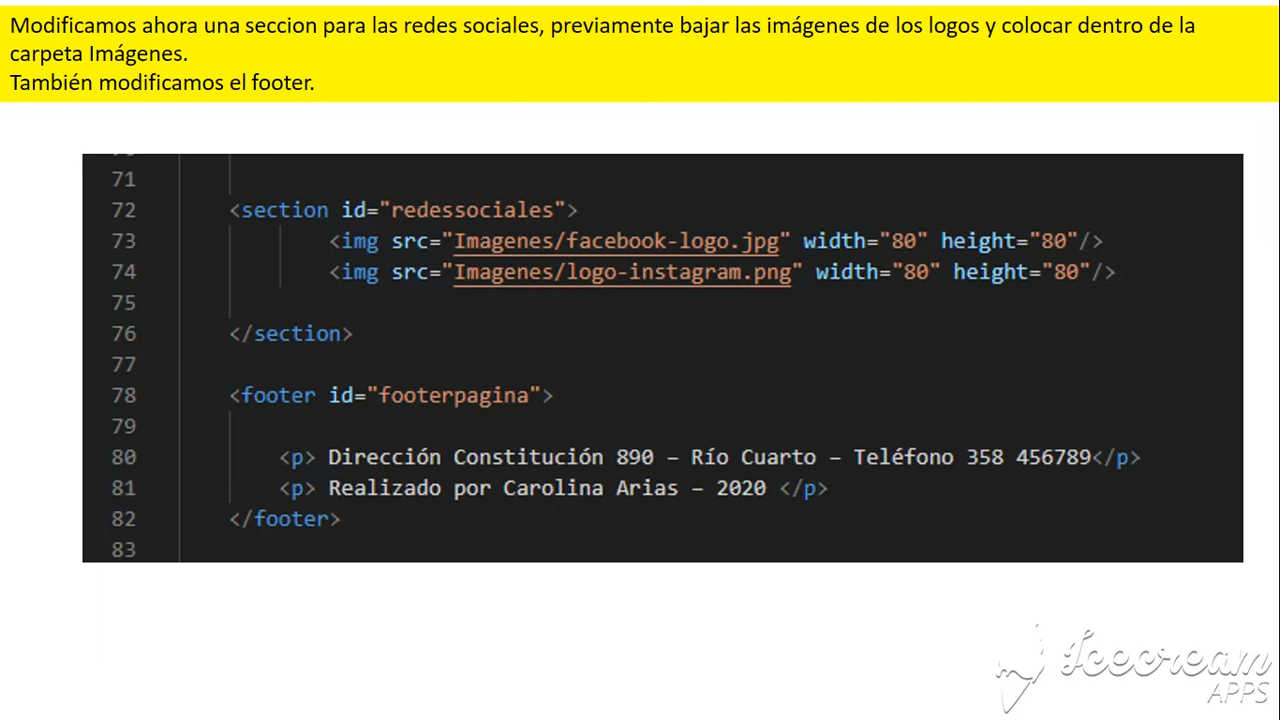 Modificamos ahora una seccion para las redes sociales, previamente bajar las imágenes de los logos y colocar dentro de la
carpeta Imágenes.
También modificamos el footer.
71
72 <section id="redessociales">
73 <img src="Imagenes/facebook-logo.jpg" width="80" height="80"/>
74 <img src="Imagenes/logo-instagram.png" width="80" height="80"/>
75
76 </section>
77
78 <footer id="footerpagina">
79
80 <p> Dirección Constitución 890 – Río Cuarto – Teléfono 358 456789</p>
81 <p> Realizado por Carolina Arias – 2020 </p>
82 </footer>
83
Icecream
APPS